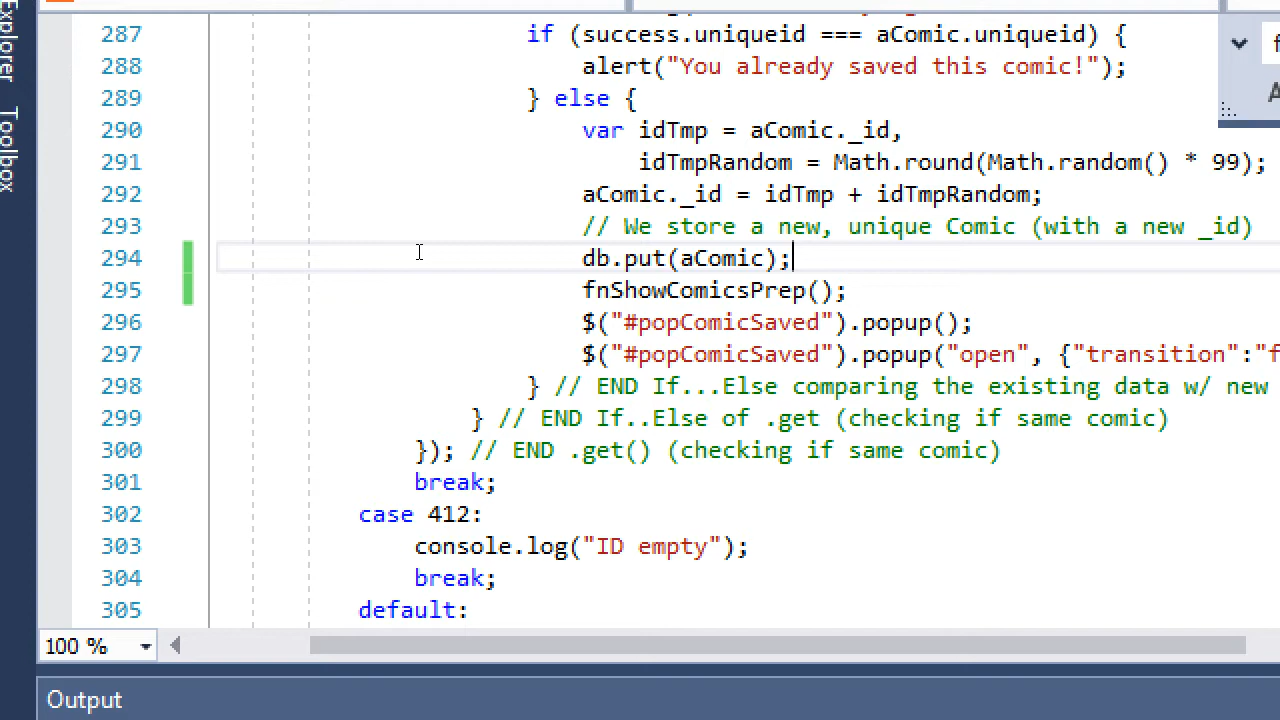 Explorer
Toolbox
287 if (success.uniqueid === aComic.uniqueid) {
288 alert("You already saved this comic!");
289 } else {
290 var idTmp = aComic._id,
291 idTmpRandom = Math.round(Math.random() * 99);
292 aComic._id = idTmp + idTmpRandom;
293 // We store a new, unique Comic (with a new _id)
294 db.put(aComic);
295 fnShowComicsPrep();
296 $("#popComicSaved").popup();
297 $("#popComicSaved").popup("open", {"transition":"f
298 } // END If...Else comparing the existing data w/ new
299 } // END If..Else of .get (checking if same comic)
300 }); // END .get() (checking if same comic)
301 break;
302 case 412:
303 console.log("ID empty");
304 break;
305 default:
100 %
Output